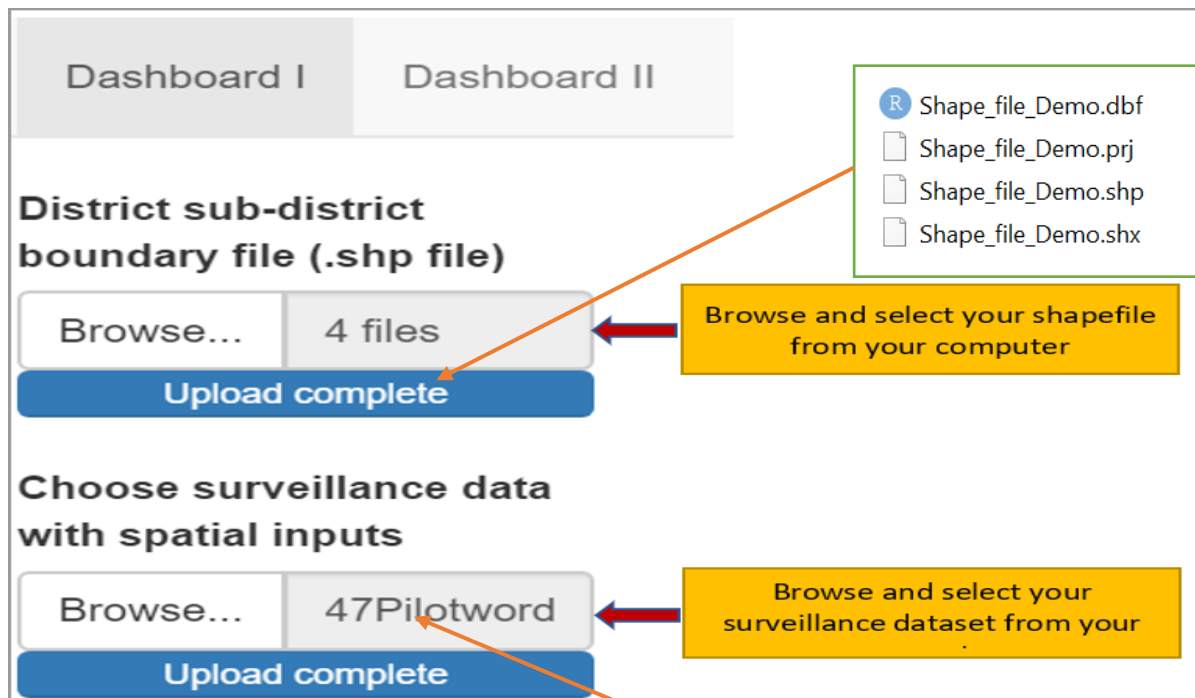 Dashboard I
Dashboard II
Shape_file_Demo.dbf
Shape_file_Demo.prj
Shape_file_Demo.shp
Shape_file_Demo.shx
District sub-district
boundary file (.shp file)
Browse...
4 files
Upload complete
Browse and select your shapefile
from your computer
Choose surveillance data
with spatial inputs
Browse...
47Pilotword
Upload complete
Browse and select your
surveillance dataset from your